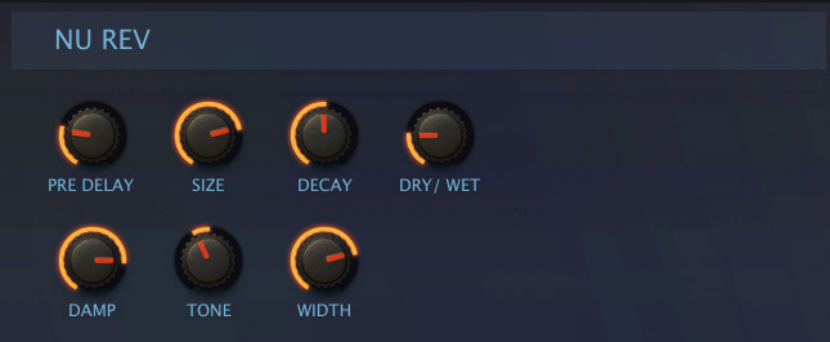 NU REV
PRE DELAY
SIZE
DECAY
DRY/ WET
DAMP
TONE
WIDTH